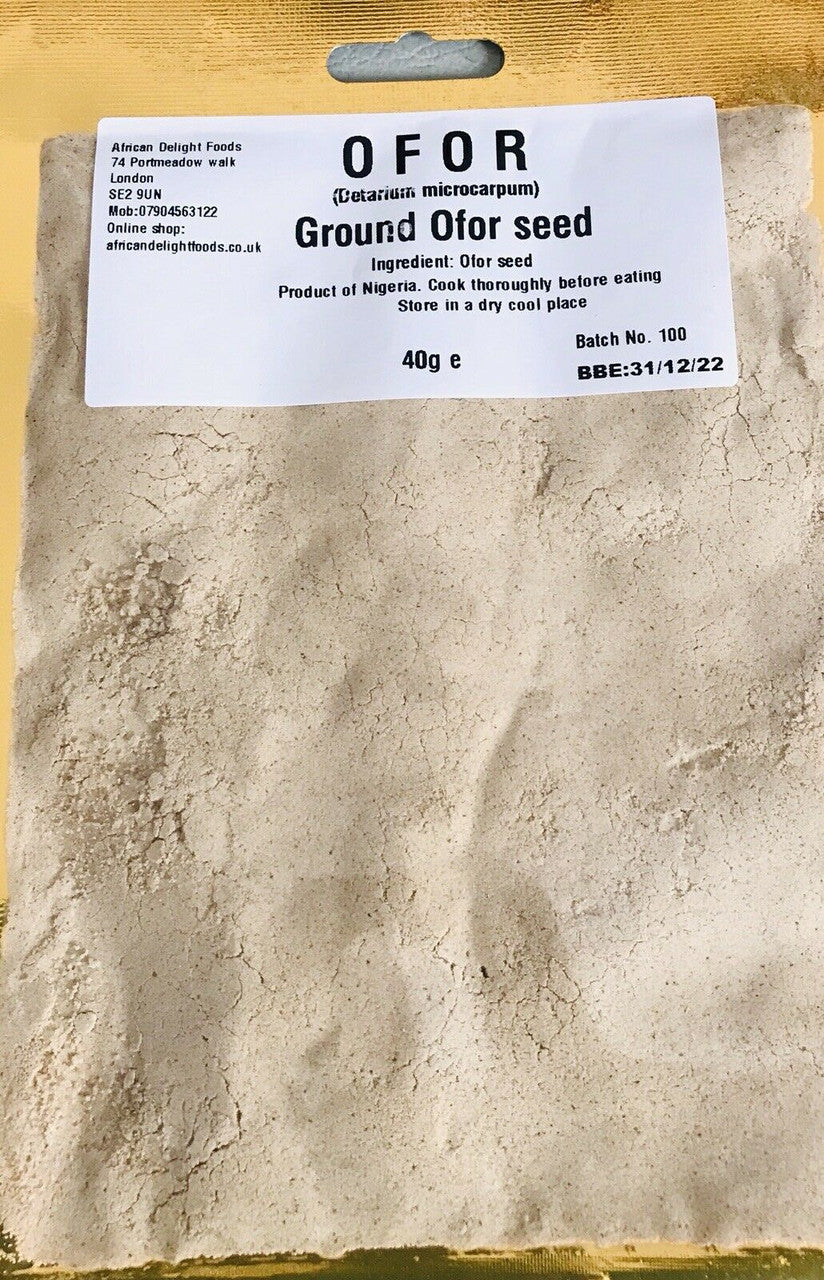 African Delight Foods
74 Portmeadow walk
London
SE2 9UN
Mob:07904563122
Online shop:
africandelightfoods.co.uk
OFOR
(Detarium microcarpum)
Ground Ofor seed
Ingredient: Ofor seed
Product of Nigeria. Cook thoroughly before eating
Store in a dry cool place
40g e
Batch No. 100
BBE:31/12/22